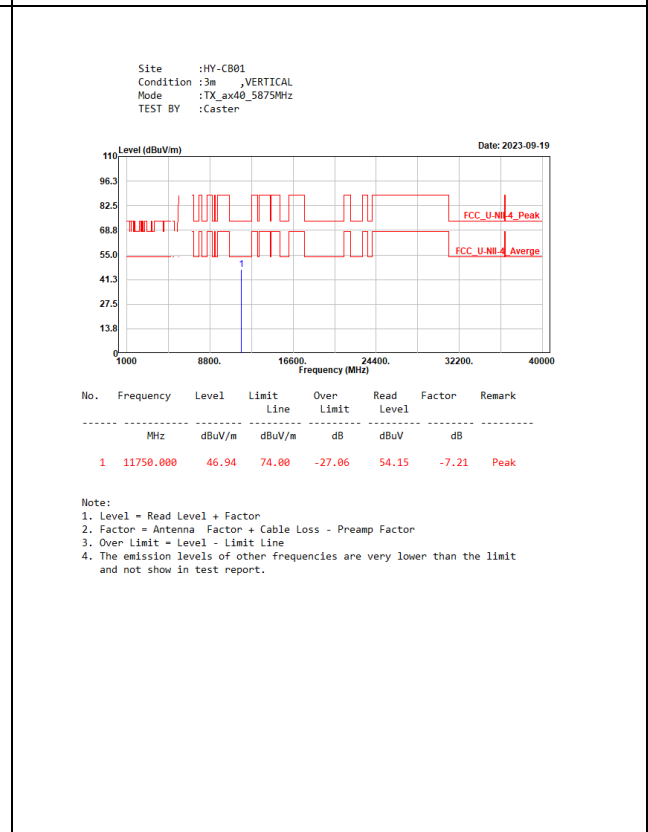 Site      :HY-CB01
Condition :3m    ,VERTICAL
Mode      :TX_ax40_5875MHz
TEST BY   :Caster
Level (dBuV/m)
Date: 2023-09-19
110
96.3
82.5
68.8
55.0
41.3
27.5
13.8
0
FCC_U-NII-4_Peak
FCC_U-NII-4_Averge
1
1000 8800. 16600. 24400. 32200. 40000
Frequency (MHz)
No. Frequency Level Limit Over Read Factor Remark
Line Limit Level
------ ----------- -------- --------- --------- -------- -------- ---------
MHz dBuV/m dBuV/m dB dBuV dB
1 11750.000 46.94 74.00 -27.06 54.15 -7.21 Peak
Note:
1. Level = Read Level + Factor
2. Factor = Antenna  Factor + Cable Loss - Preamp Factor
3. Over Limit = Level - Limit Line
4. The emission levels of other frequencies are very lower than the limit
and not show in test report.